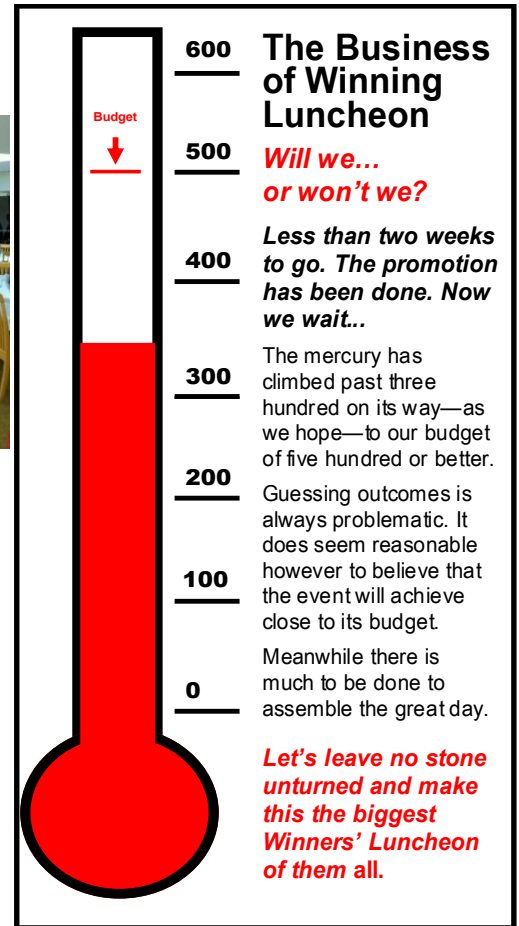 600
Budget
500
400
300
200
100
0
The Business
of Winning
Luncheon
Will we…
or won’t we?
Less than two weeks
to go. The promotion
has been done. Now
we wait...
The mercury has
climbed past three
hundred on its way—as
we hope—to our budget
of five hundred or better.
Guessing outcomes is
always problematic. It
does seem reasonable
however to believe that
the event will achieve
close to its budget.
Meanwhile there is
much to be done to
assemble the great day.
Let’s leave no stone
unturned and make
this the biggest
Winners’ Luncheon
of them all.